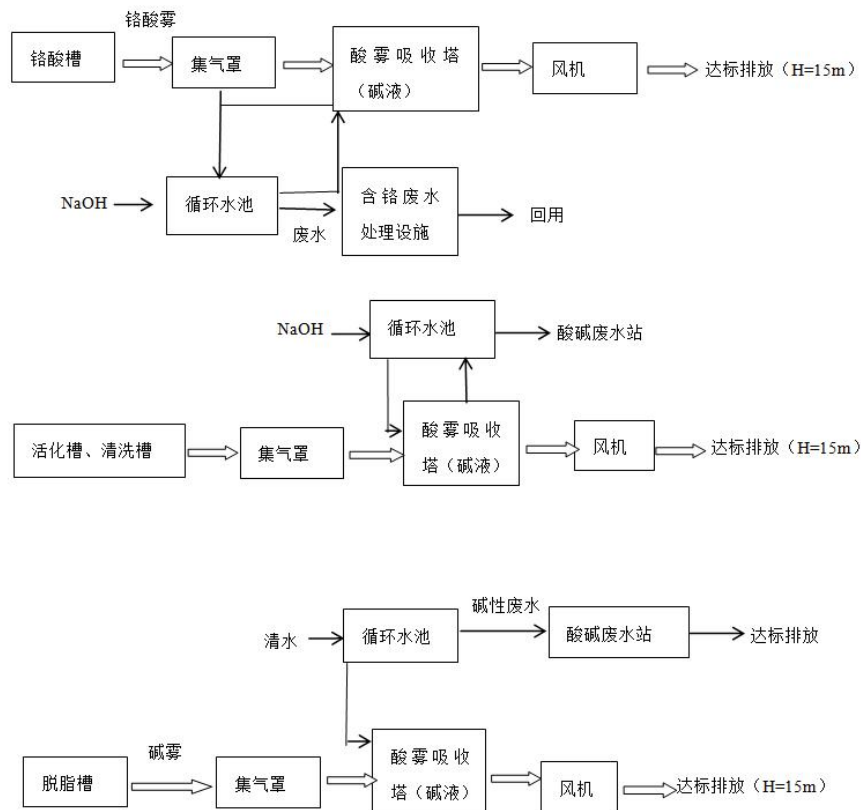 铬酸雾
铬酸槽
集气罩
酸雾吸收塔
（碱液）
风机
达标排放（H=15m）
NaOH
循环水池
废水
含铬废水
处理设施
回用
NaOH
循环水池
酸碱废水站
活化槽、清洗槽
集气罩
酸雾吸收
塔（碱液）
风机
达标排放（H=15m）
清水
循环水池
碱性废水
酸碱废水站
达标排放
脱脂槽
碱雾
集气罩
酸雾吸收
塔（碱液）
风机
达标排放（H=15m）